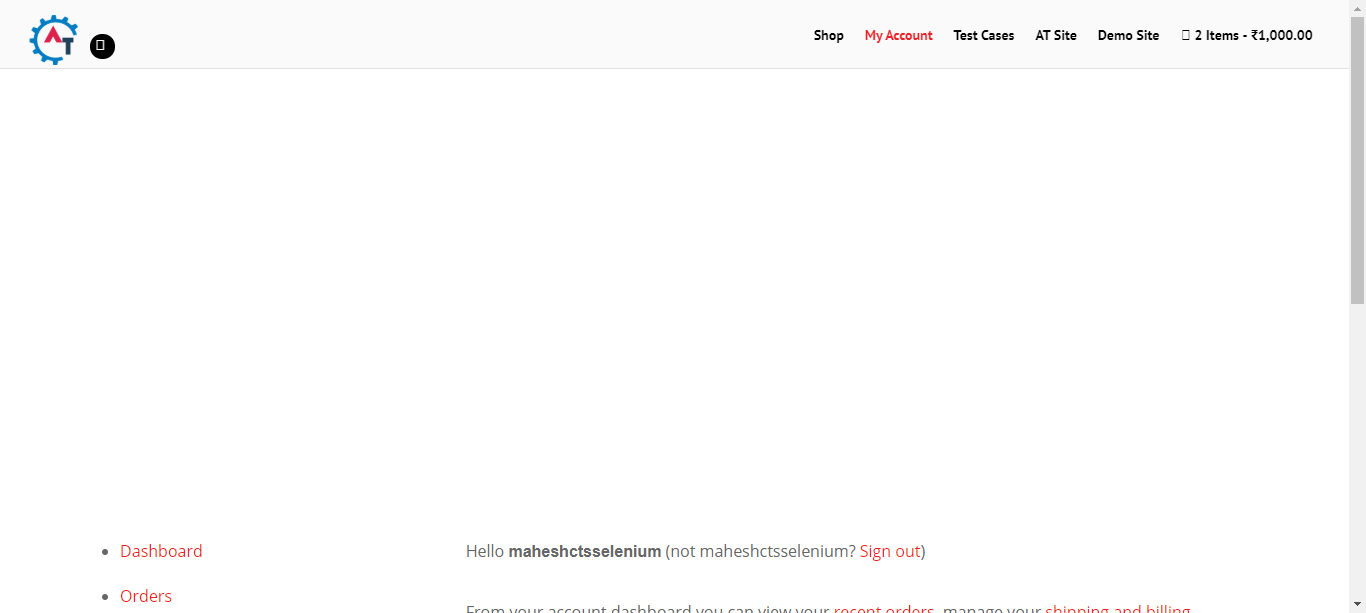 AT
Shop
My Account
Test Cases
AT Site
Demo Site
2 Items - ₹1,000.00
Dashboard
Hello maheshctsselenium (not maheshctsselenium? Sign out)
Orders
From your account dashboard you can view your recent orders, manage your shipping and billing